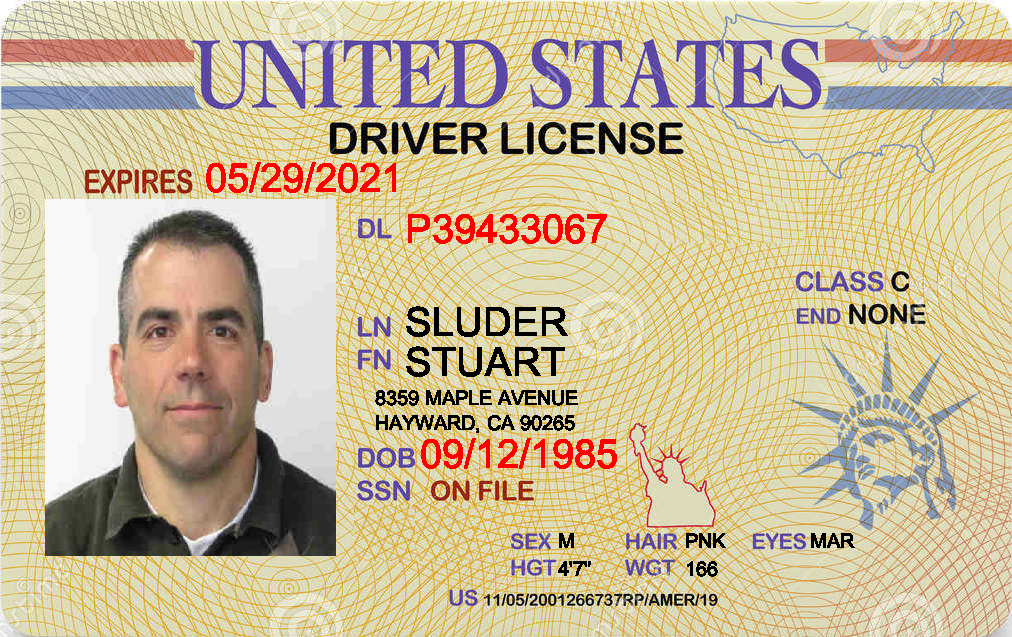 UNITED STATES
DRIVER LICENSE
EXPIRES 05/29/2021
DL P39433067
CLASS C
END NONE
LN SLUDER
FN STUART
8359 MAPLE AVENUE
HAYWARD, CA 90265
DOB 09/12/1985
SSN ON FILE
SEX M HAIR PNK EYES MAR
HGT 4'7" WGT 166
US 11/05/2001266737RP/AMER/19